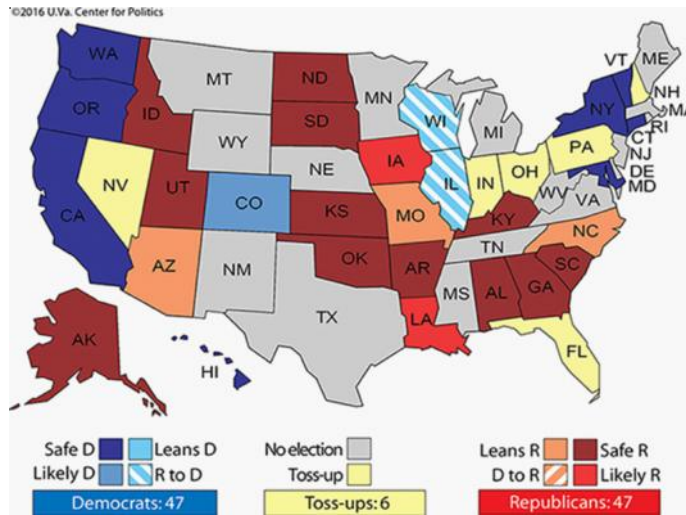 ©2016 U.Va. Center for Politics
WA
MT
ND
MN
VT
ME
OR
ID
SD
WI
MI
NY
NH
MA
WY
RI
CT
NV
NE
IA
PA
NJ
UT
IL
IN
OH
DE
CA
CO
WV
MD
KS
MO
KY
VA
AZ
NM
OK
AR
TN
NC
SC
TX
MS
AL
GA
LA
AK
HI
FL
Safe D
Leans D
No election
Leans R
Safe R
Likely D
R to D
Toss-up
D to R
Likely R
Democrats: 47
Toss-ups: 6
Republicans: 47